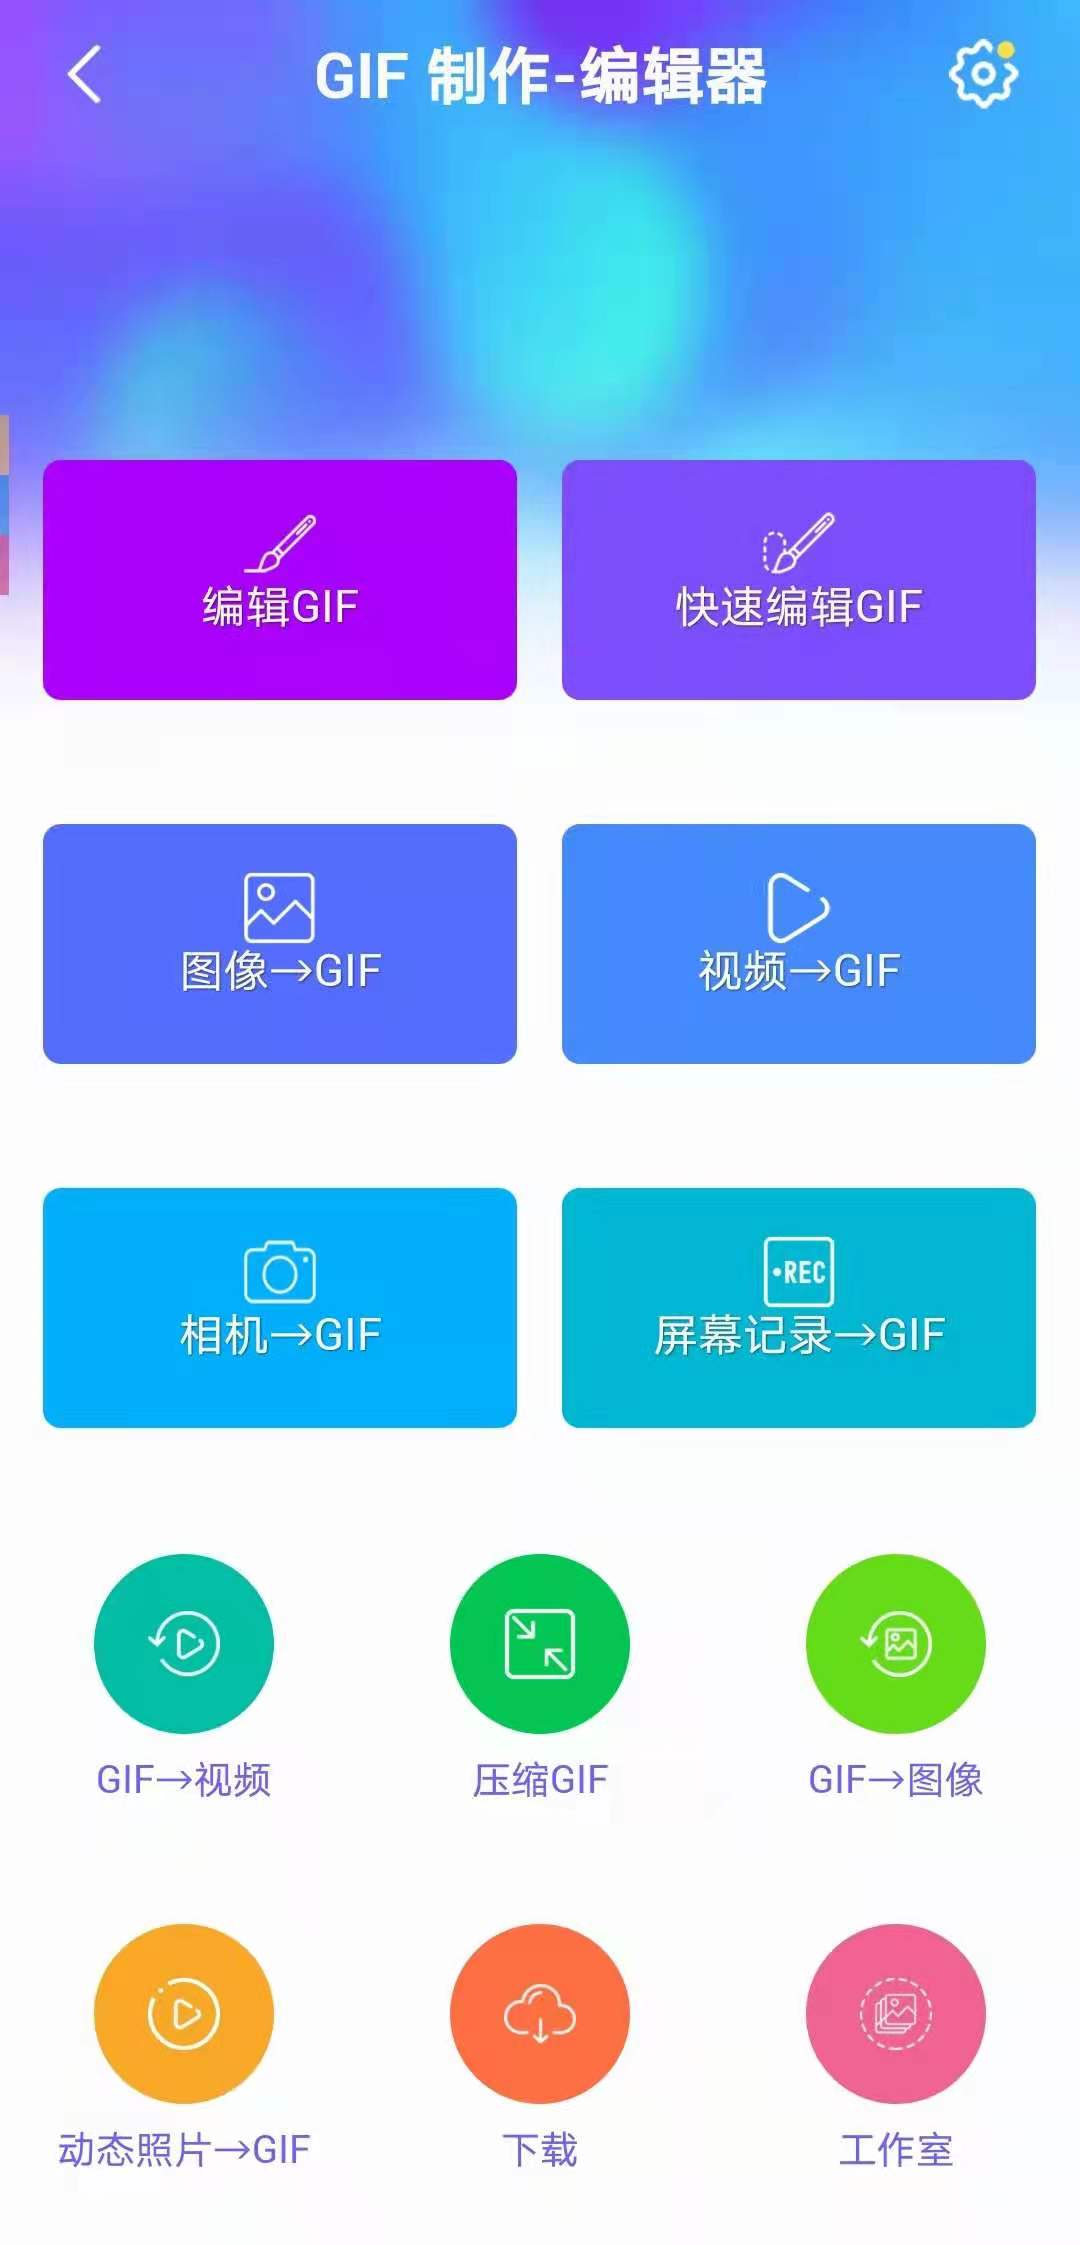 GIF 制作-编辑器
编辑GIF
快速编辑GIF
图像→GIF
视频→GIF
•REC
相机→GIF
屏幕记录→GIF
GIF→视频
压缩GIF
GIF→图像
动态照片→GIF
下载
工作室